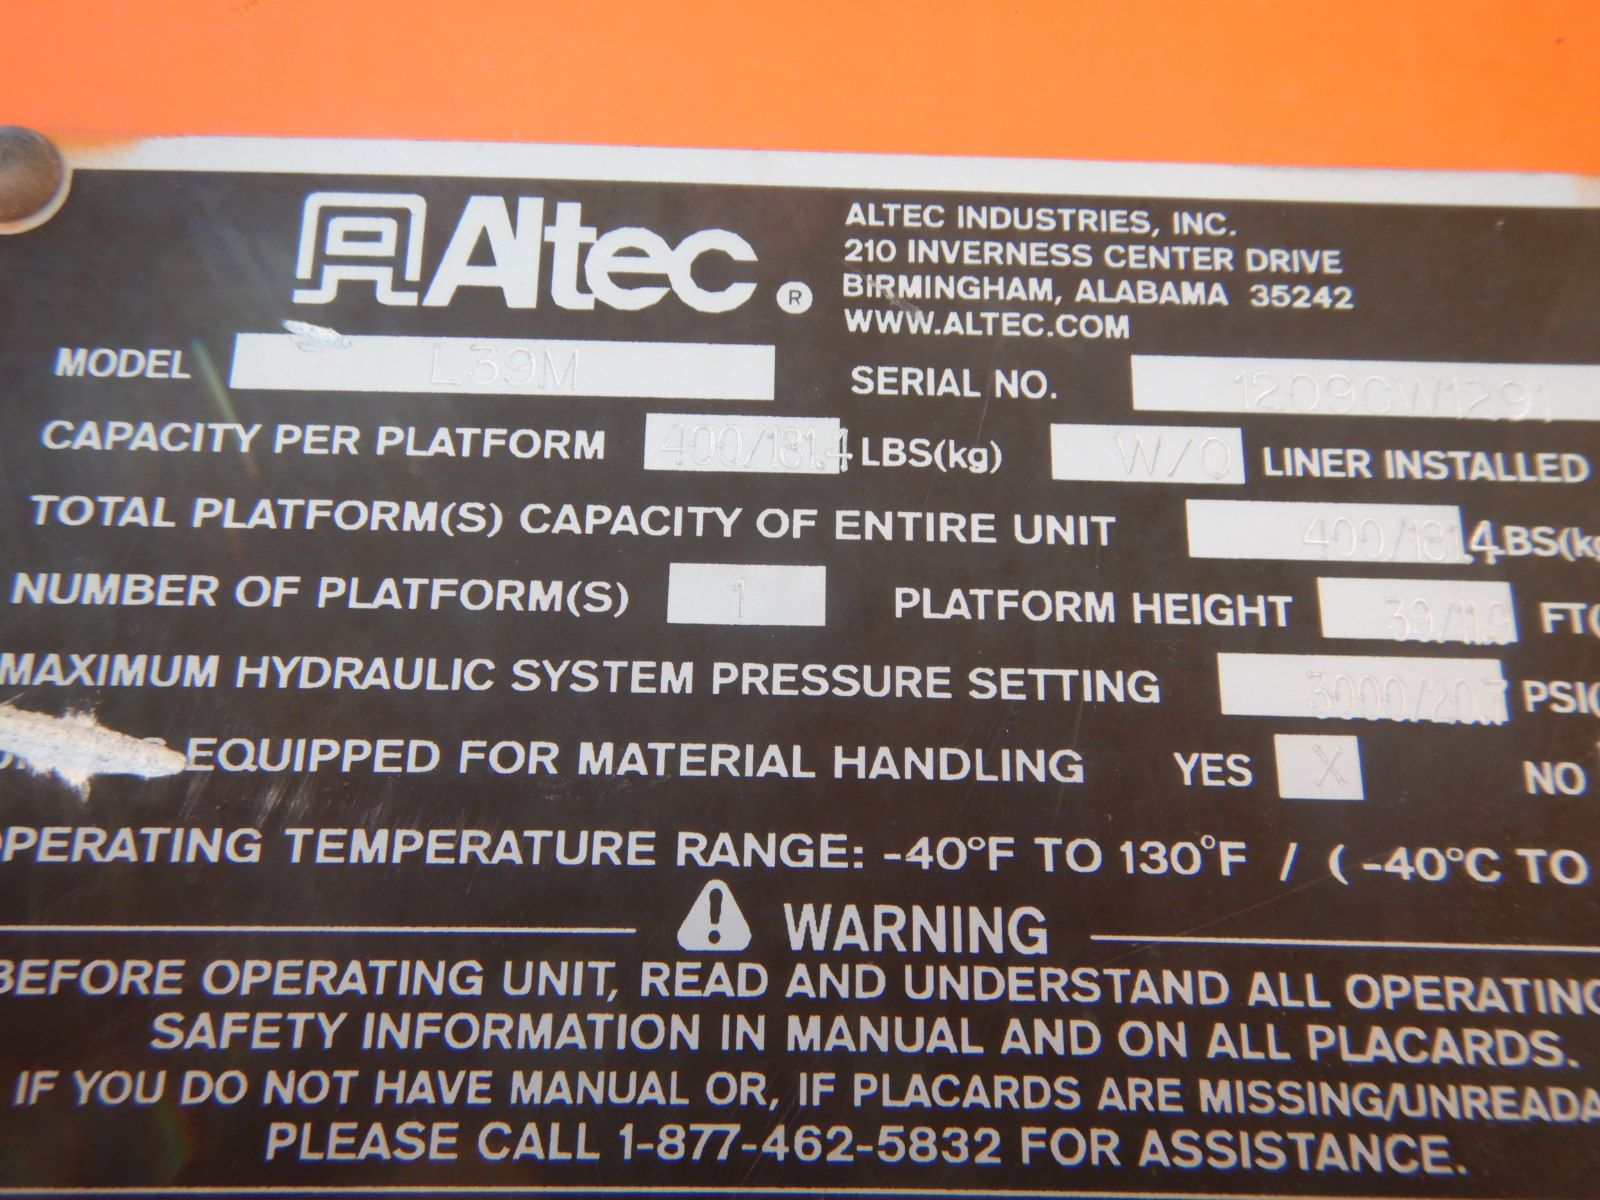 Altec ®
ALTEC INDUSTRIES, INC.
210 INVERNESS CENTER DRIVE
BIRMINGHAM, ALABAMA 35242
WWW.ALTEC.COM
MODEL L39M SERIAL NO. 1209CW1291
CAPACITY PER PLATFORM 400/181.4 LBS(kg) W/O LINER INSTALLED
TOTAL PLATFORM(S) CAPACITY OF ENTIRE UNIT 400/181.4 LBS(kg
NUMBER OF PLATFORM(S) 1 PLATFORM HEIGHT 39/11.9 FT(
MAXIMUM HYDRAULIC SYSTEM PRESSURE SETTING 3000/20.7 PSI(
EQUIPPED FOR MATERIAL HANDLING YES X NO
OPERATING TEMPERATURE RANGE: -40°F TO 130°F / (-40°C TO
WARNING
BEFORE OPERATING UNIT, READ AND UNDERSTAND ALL OPERATING
SAFETY INFORMATION IN MANUAL AND ON ALL PLACARDS.
IF YOU DO NOT HAVE MANUAL OR, IF PLACARDS ARE MISSING/UNREADA
PLEASE CALL 1-877-462-5832 FOR ASSISTANCE.